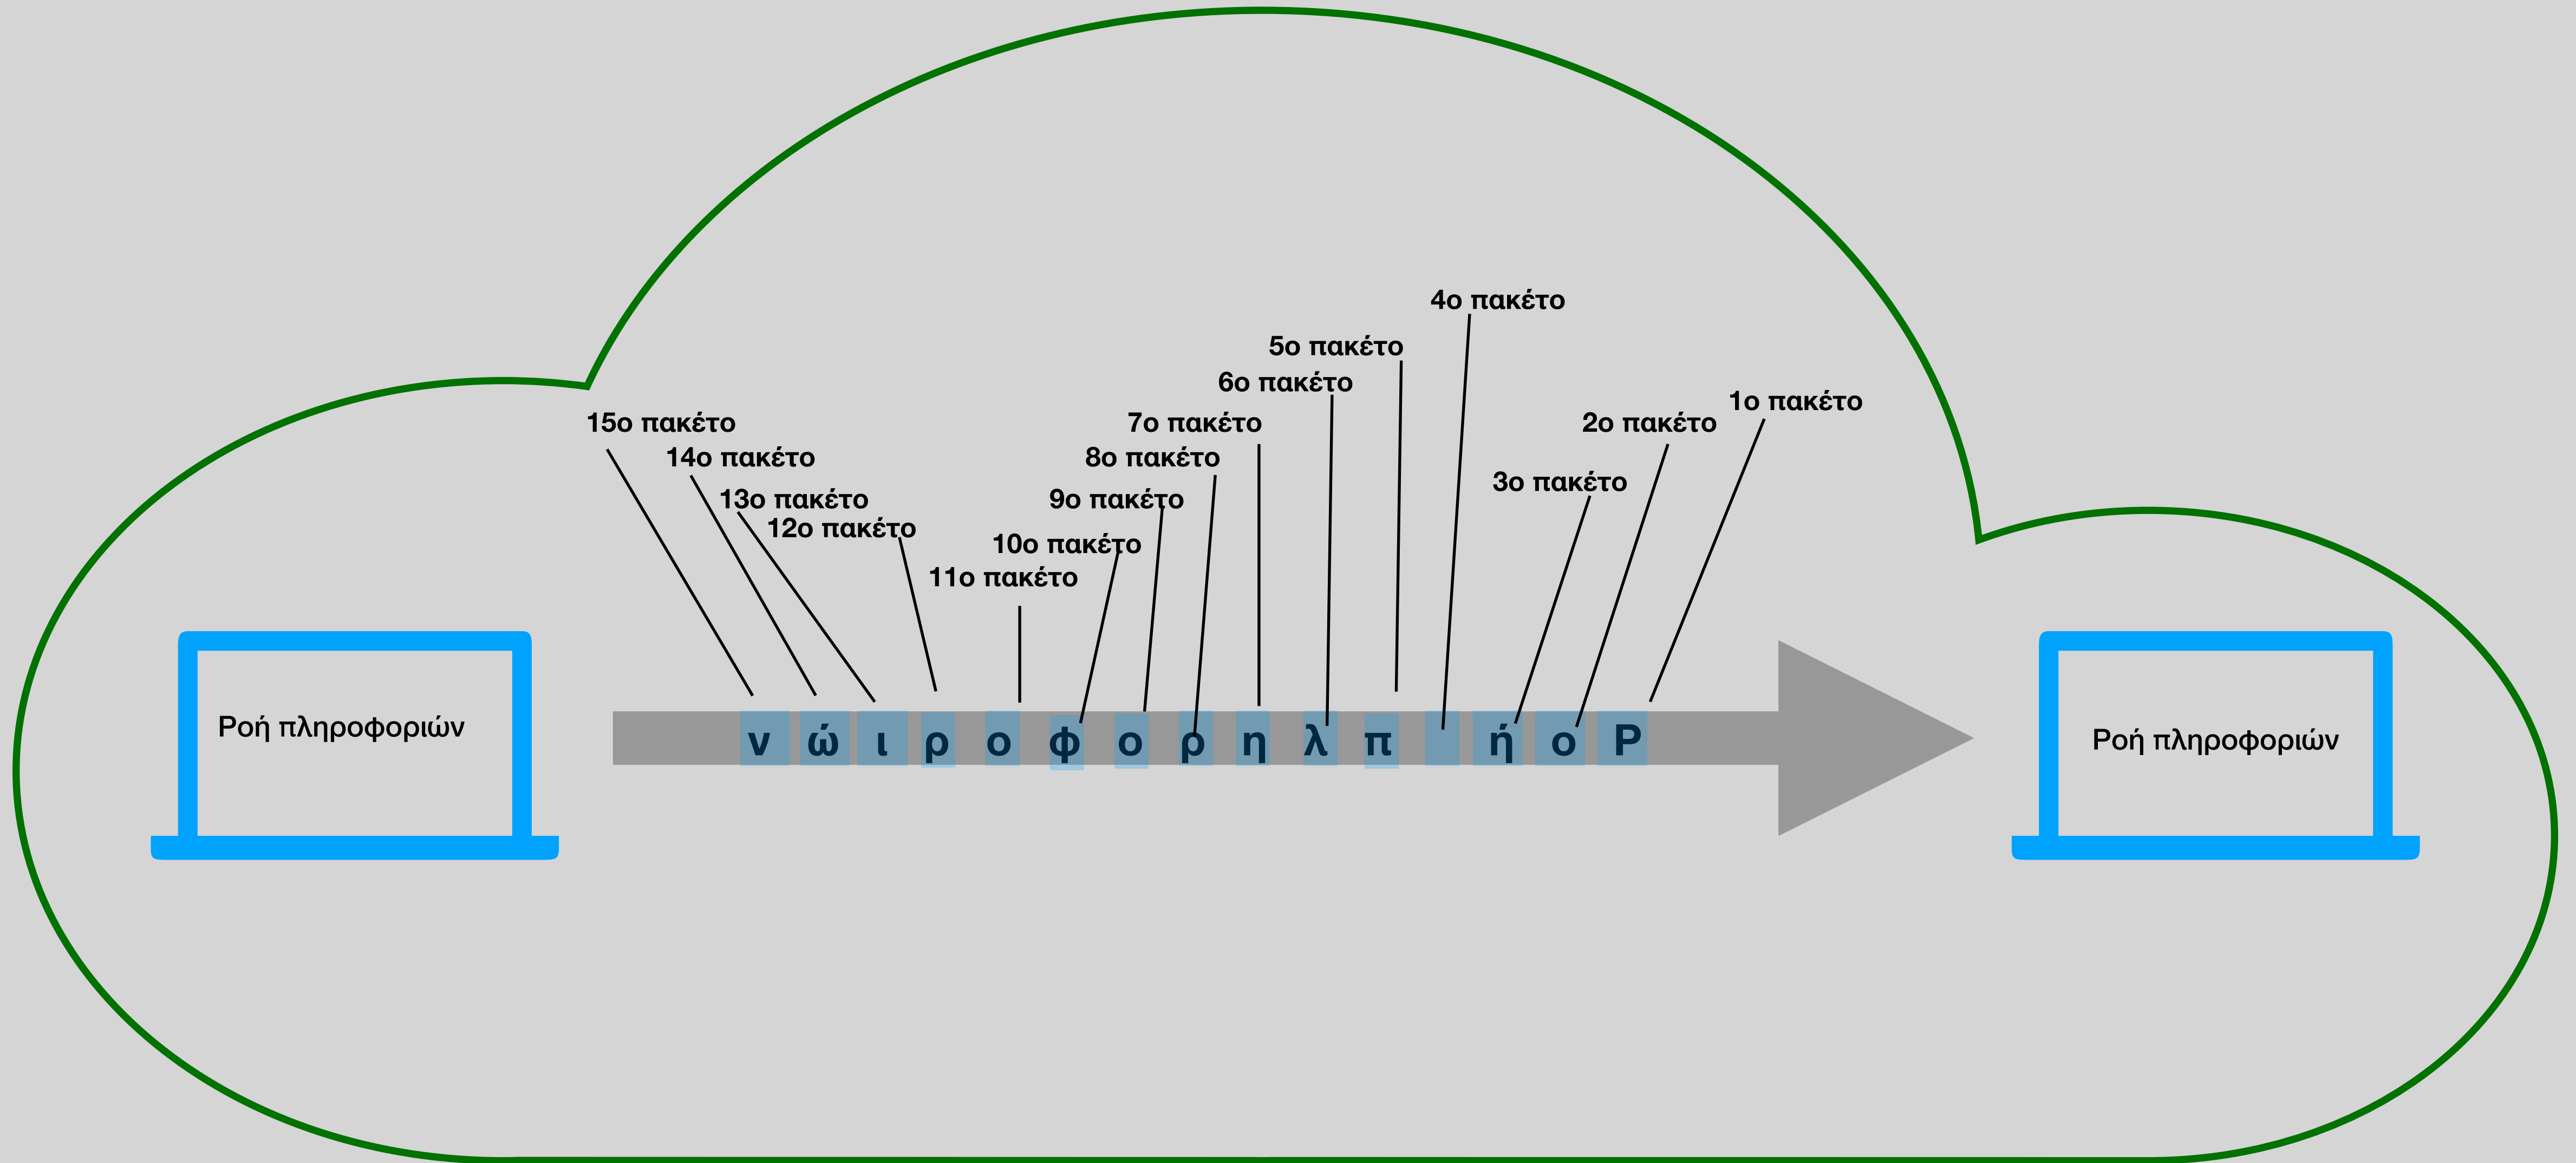 4ο πακέτο
5ο πακέτο
6ο πακέτο
1ο πακέτο
15ο πακέτο
7ο πακέτο
2ο πακέτο
14ο πακέτο
8ο πακέτο
3ο πακέτο
13ο πακέτο
9ο πακέτο
12ο πακέτο
10ο πακέτο
11ο πακέτο
Ροή πληροφοριών
ν ώ ι ρ ο φ ο ρ η λ π ή ο Ρ
Ροή πληροφοριών